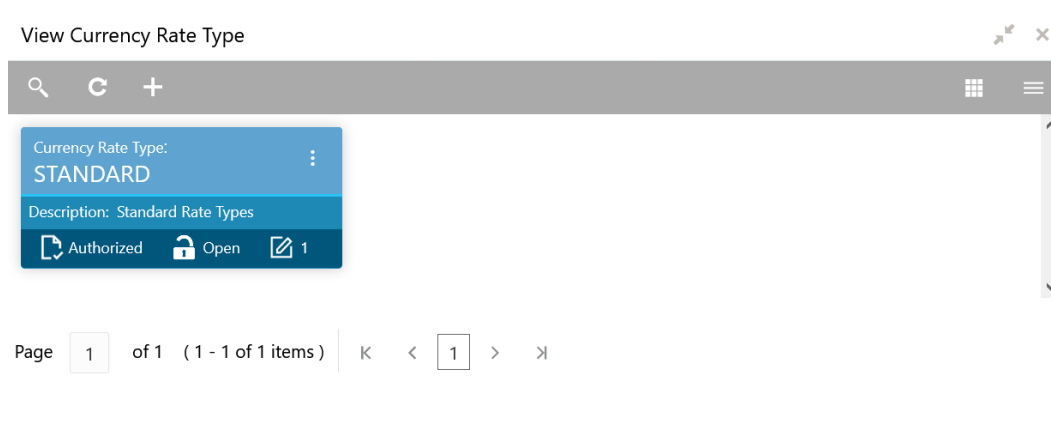 View Currency Rate Type
Currency Rate Type:
STANDARD
Description: Standard Rate Types
Authorized Open 1
Page 1 of 1 ( 1 - 1 of 1 items ) 1